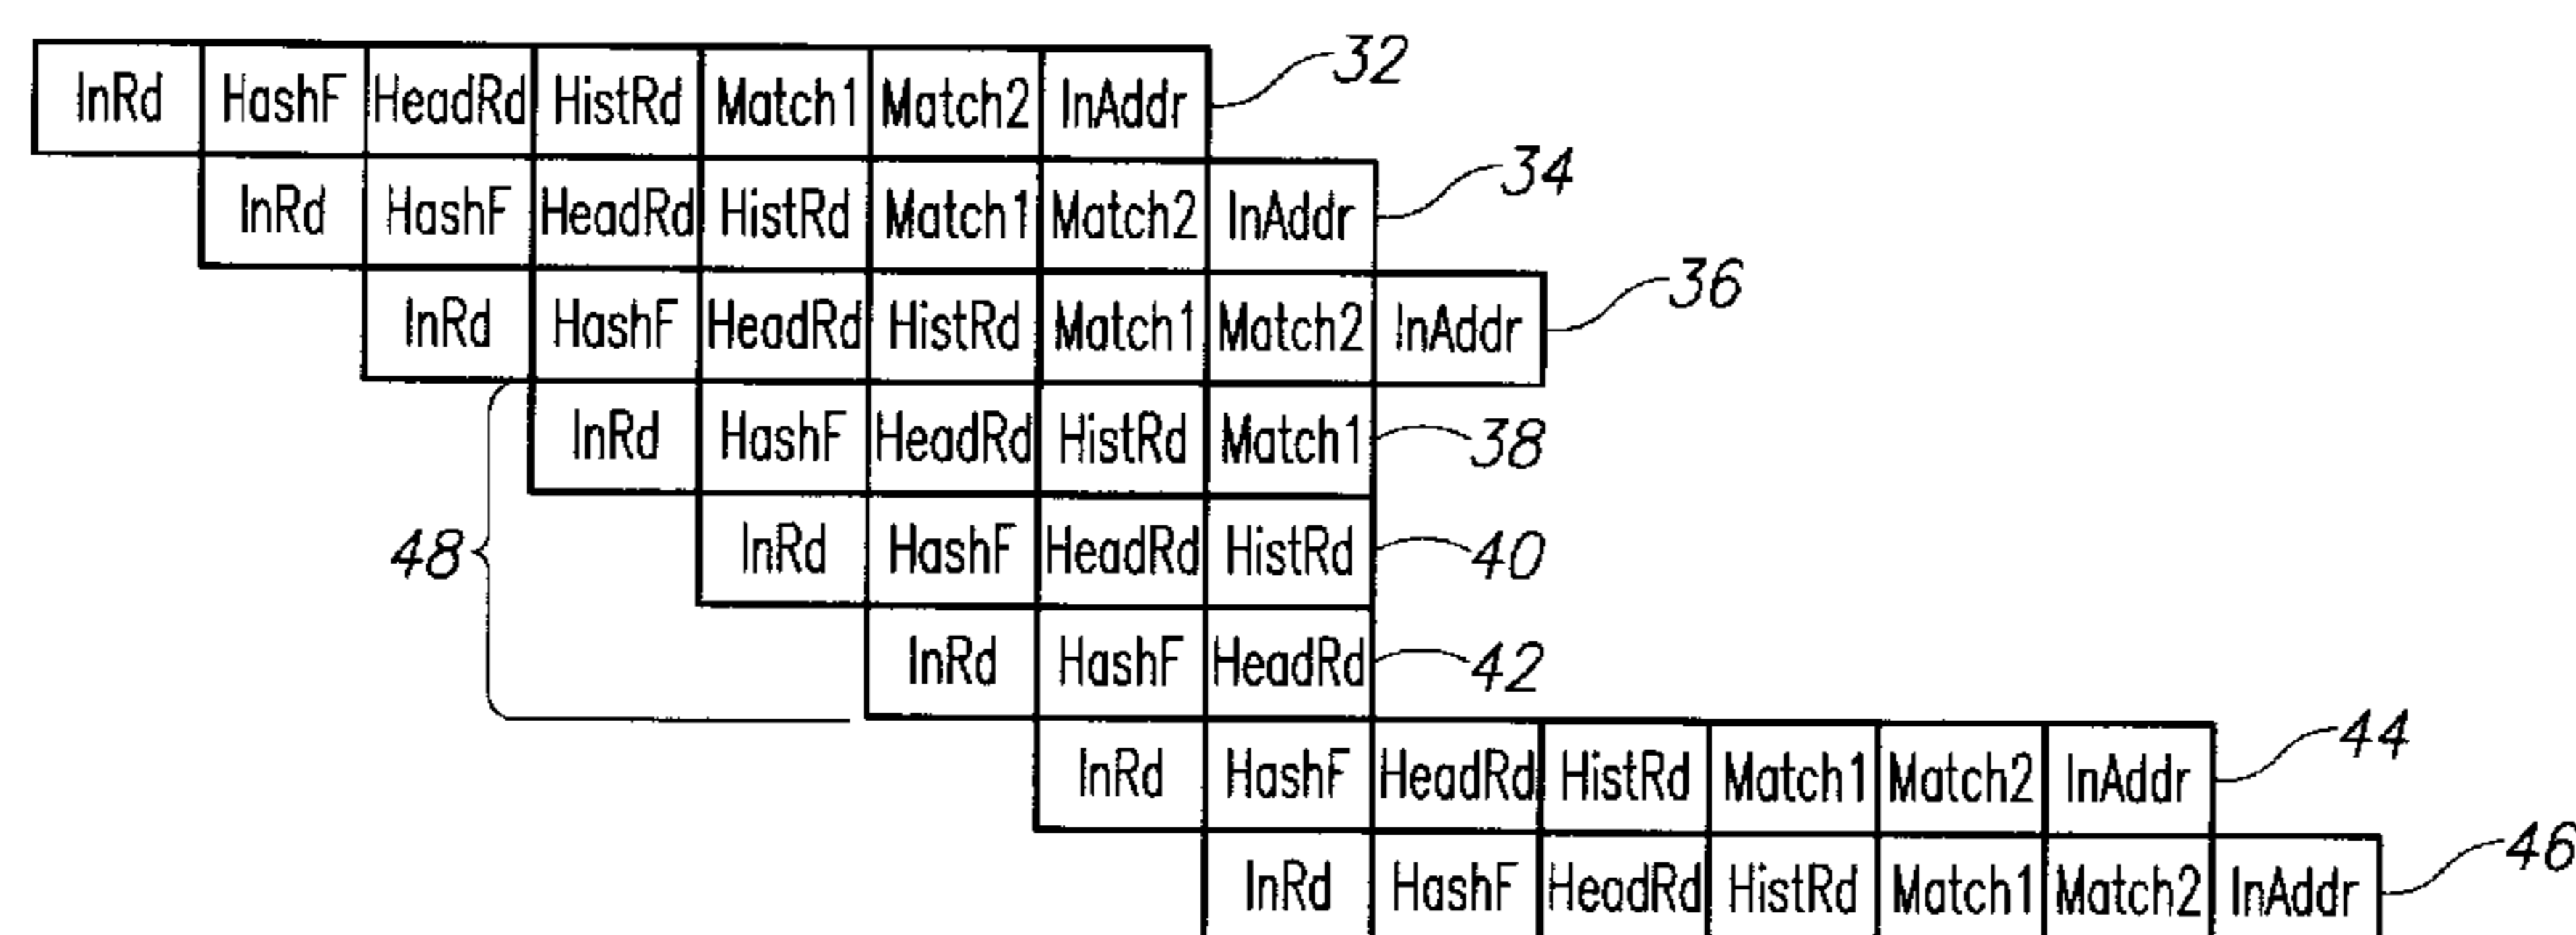 InRd HashF HeadRd HistRd Match1 Match2 InAddr 32
InRd HashF HeadRd HistRd Match1 Match2 InAddr 34
InRd HashF HeadRd HistRd Match1 Match2 InAddr 36
InRd HashF HeadRd HistRd Match1 38
48 InRd HashF HeadRd HistRd 40
InRd HashF HeadRd 42
InRd HashF HeadRd HistRd Match1 Match2 InAddr 44
InRd HashF HeadRd HistRd Match1 Match2 InAddr 46